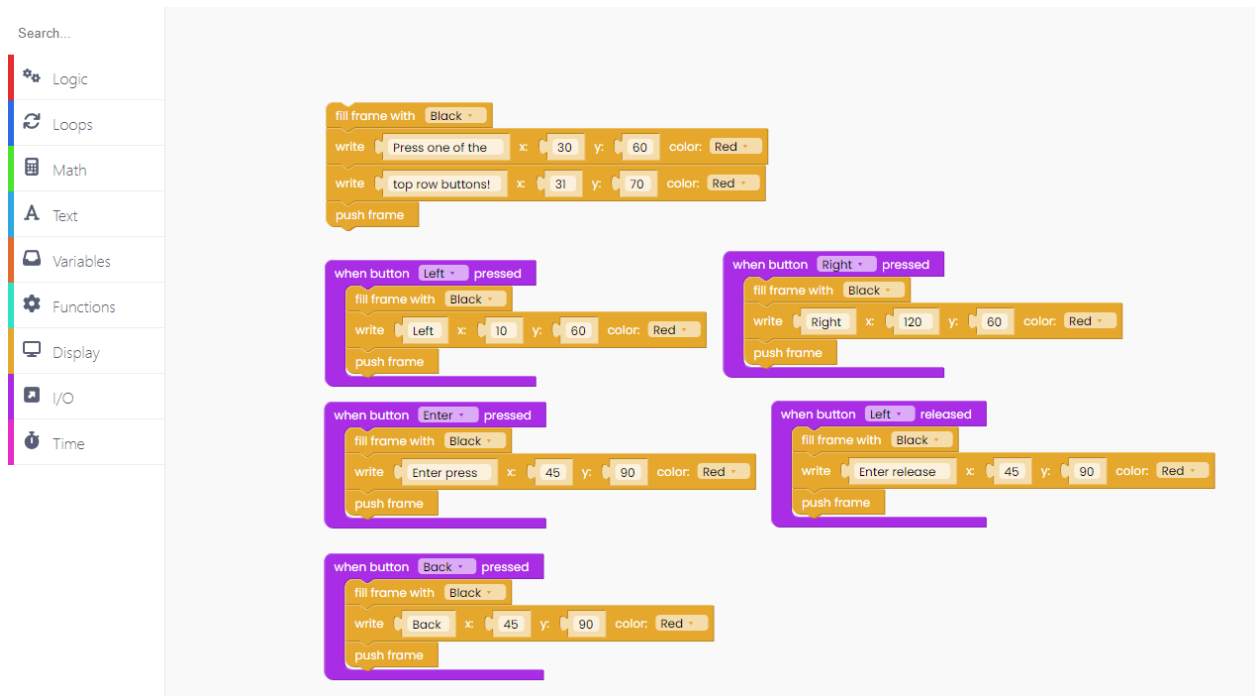 Search...
Logic
Loops
Math
Text
Variables
Functions
Display
I/O
Time
fill frame with Black
write Press one of the x: 30 y: 60 color: Red
write top row buttons! x: 31 y: 70 color: Red
push frame
when button Left pressed
fill frame with Black
write Left x: 10 y: 60 color: Red
push frame
when button Right pressed
fill frame with Black
write Right x: 120 y: 60 color: Red
push frame
when button Enter pressed
fill frame with Black
write Enter press x: 45 y: 90 color: Red
push frame
when button Left released
fill frame with Black
write Enter release x: 45 y: 90 color: Red
push frame
when button Back pressed
fill frame with Black
write Back x: 45 y: 90 color: Red
push frame